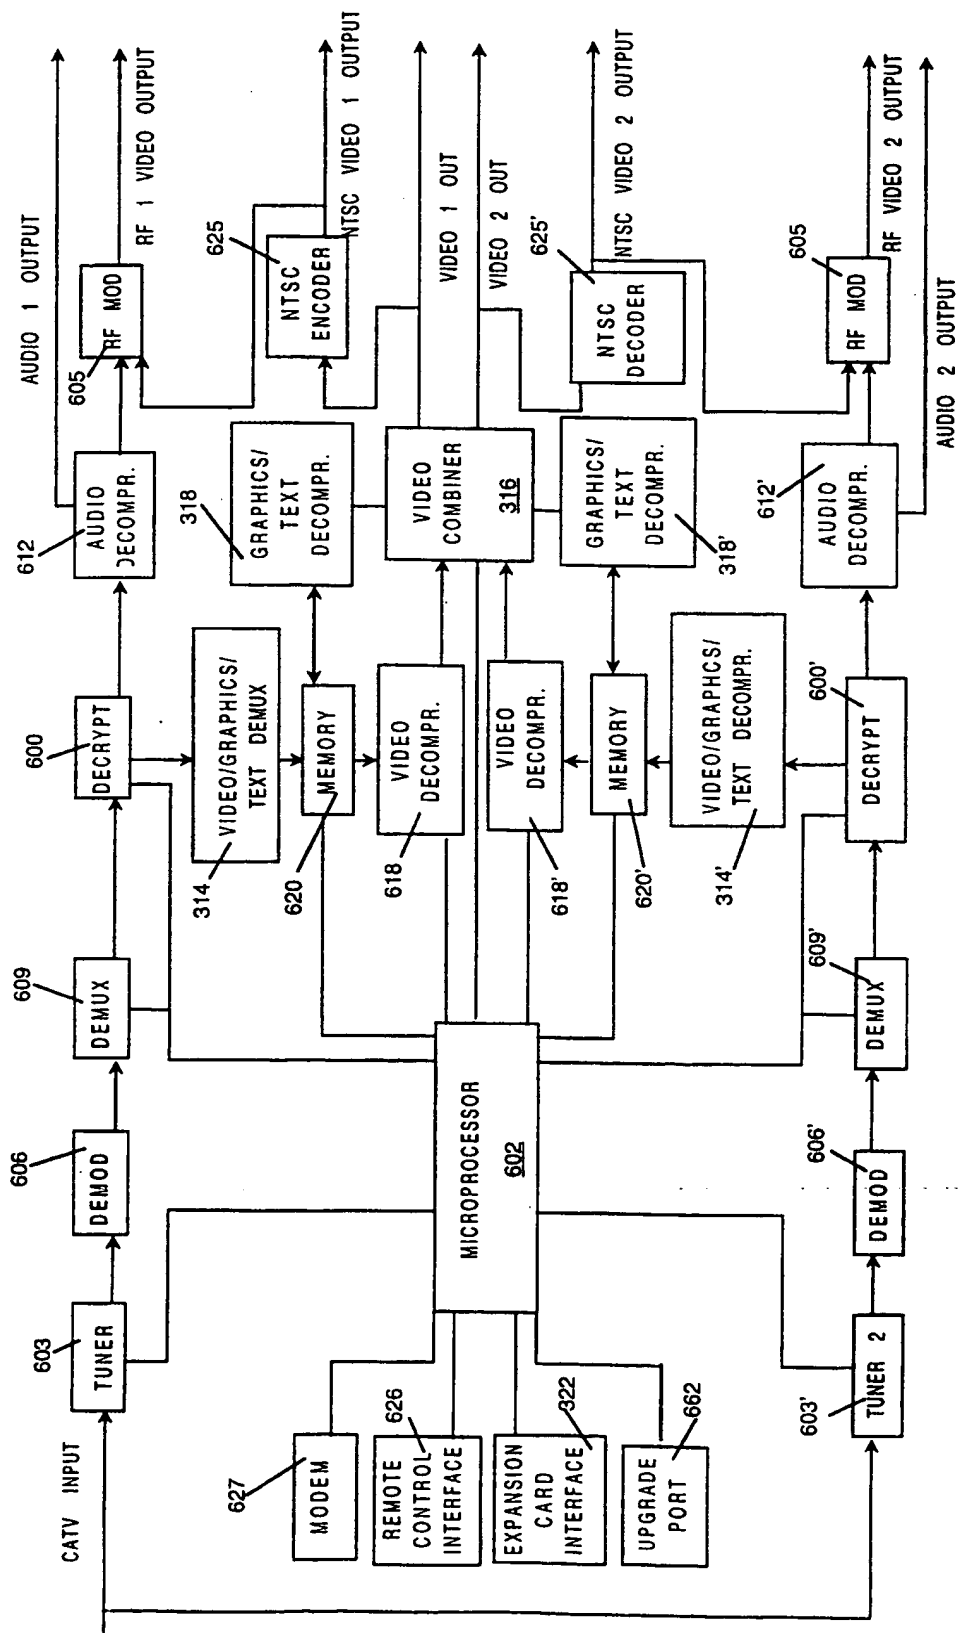 CATV INPUT
603
TUNER
606
DEMOD
609
DEMUX
600
DECRYPT
612
AUDIO
DECOMPR.
605
RF MOD
AUDIO 1 OUTPUT
RF 1 VIDEO OUTPUT
314
VIDEO/GRAPHICS/
TEXT DEMUX
318
GRAPHICS/
TEXT
DECOMPR.
625
NTSC
ENCODER
NTSC VIDEO 1 OUTPUT
627
MODEM
620
MEMORY
626
REMOTE
CONTROL
INTERFACE
618
VIDEO
DECOMPR.
VIDEO
COMBINER
316
VIDEO 1 OUT
VIDEO 2 OUT
MICROPROCESSOR
602
322
EXPANSION
CARD
INTERFACE
618'
VIDEO
DECOMPR.
662
UPGRADE
PORT
620'
MEMORY
318'
GRAPHICS/
TEXT
DECOMPR.
625'
NTSC
DECODER
NTSC VIDEO 2 OUTPUT
314'
VIDEO/GRAPHCS/
TEXT DECOMPR.
603'
TUNER 2
606'
DEMOD
609'
DEMUX
600'
DECRYPT
612'
AUDIO
DECOMPR.
605
RF MOD
RF VIDEO 2 OUTPUT
AUDIO 2 OUTPUT